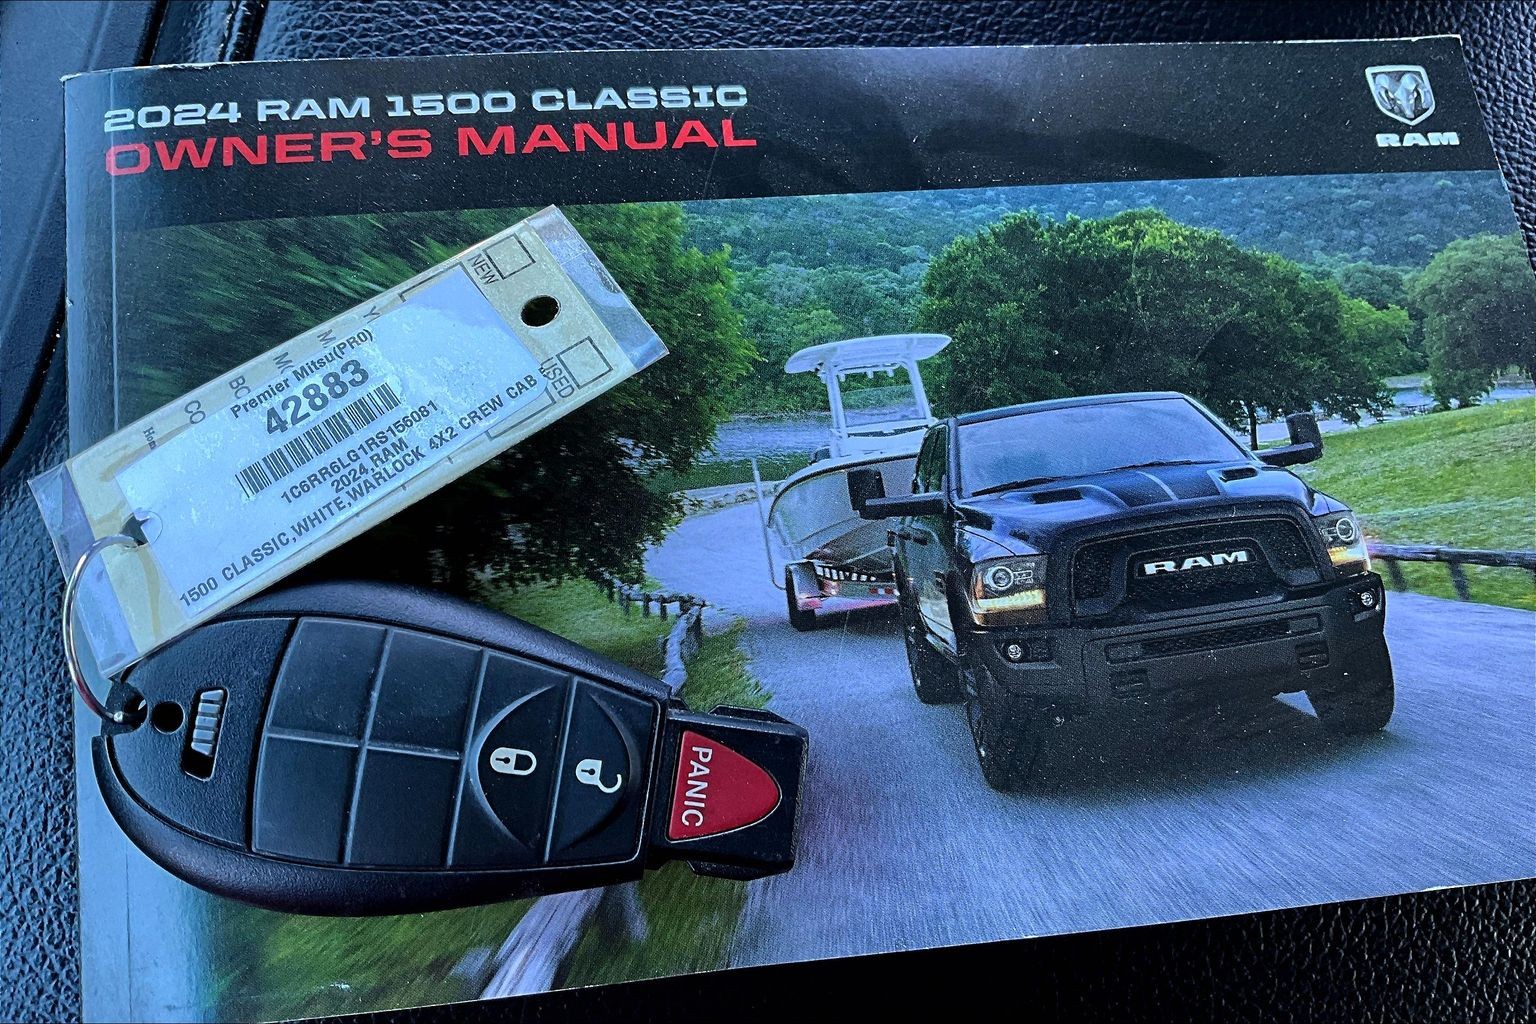 2024 RAM 1500 CLASSIC
OWNER'S MANUAL
RAM
NEW
USED
Premier Mitsu(PRO)
42883
1C6RR6LG1RS156081
2024,RAM
1500 CLASSIC,WHITE,WARLOCK 4X2 CREW CAB
RAM
PANIC